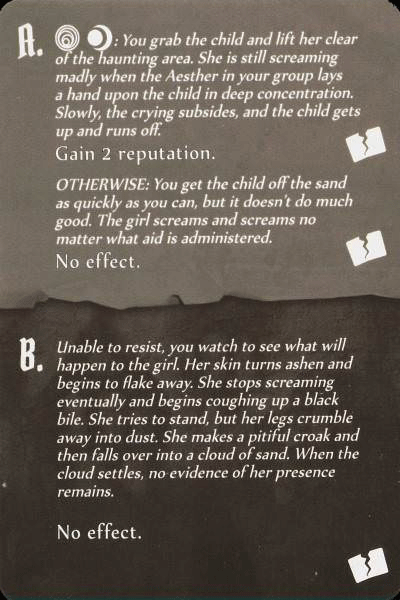 A. : You grab the child and lift her clear
of the haunting area. She is still screaming
madly when the Aesther in your group lays
a hand upon the child in deep concentration.
Slowly, the crying subsides, and the child gets
up and runs off.
Gain 2 reputation.
OTHERWISE: You get the child off the sand
as quickly as you can, but it doesn't do much
good. The girl screams and screams no
matter what aid is administered.
No effect.
B. Unable to resist, you watch to see what will
happen to the girl. Her skin turns ashen and
begins to flake away. She stops screaming
eventually and begins coughing up a black
bile. She tries to stand, but her legs crumble
away into dust. She makes a pitiful croak and
then falls over into a cloud of sand. When the
cloud settles, no evidence of her presence
remains.
No effect.